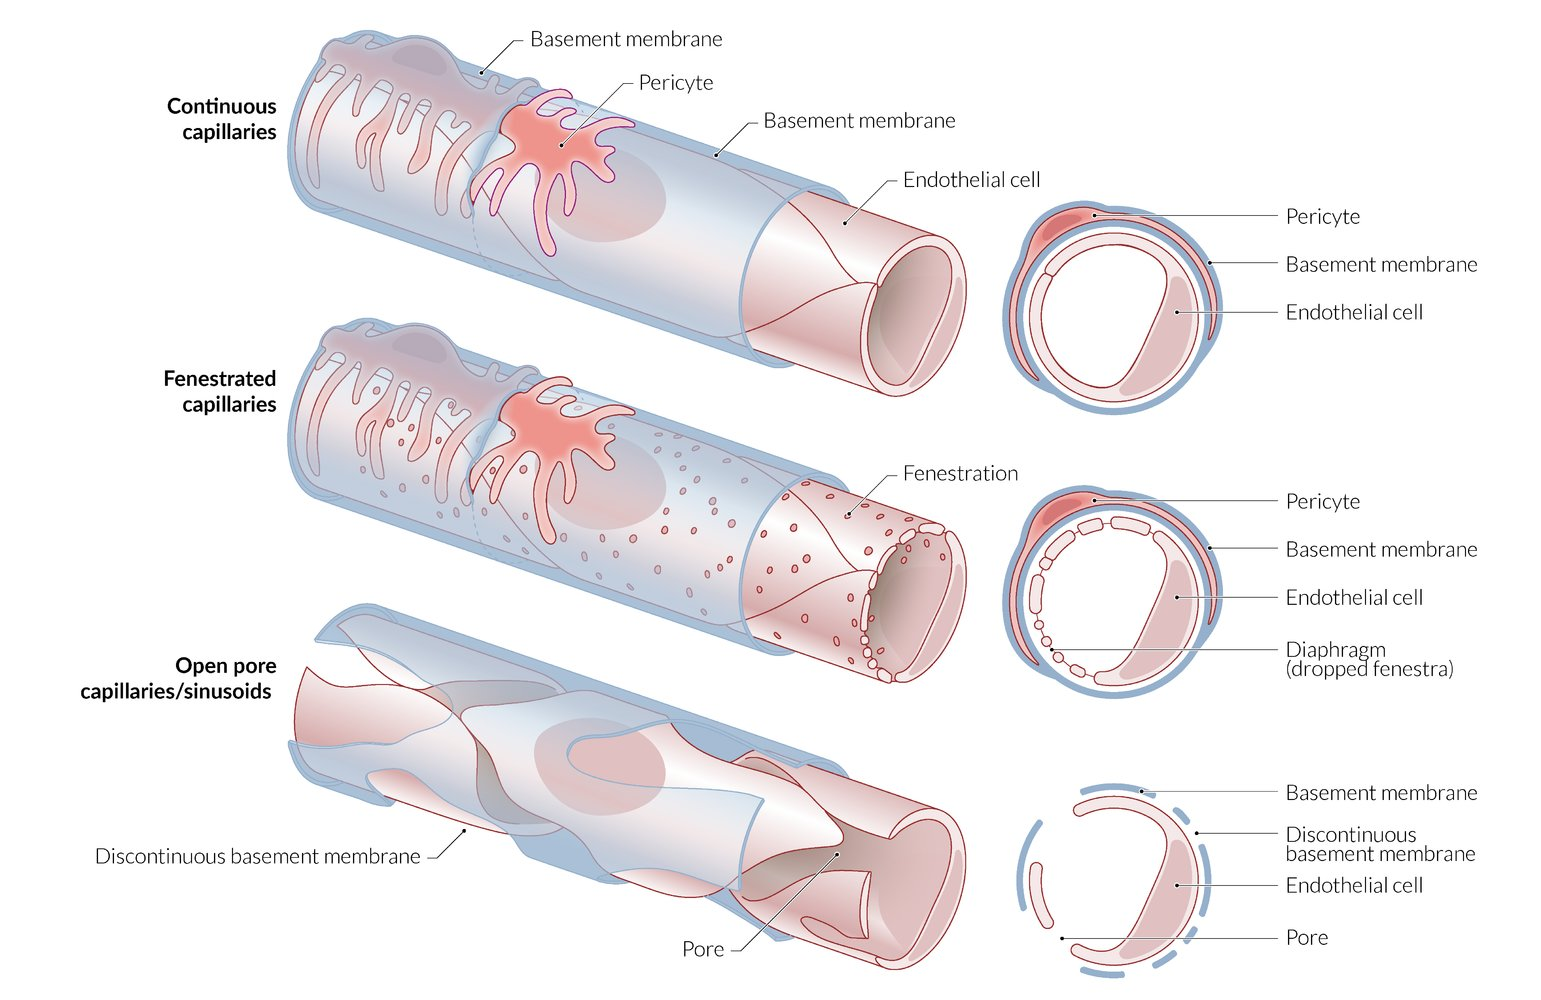 Basement membrane
Pericyte
Continuous
capillaries
Basement membrane
Endothelial cell
Pericyte
Basement membrane
Endothelial cell
Fenestrated
capillaries
Fenestration
Pericyte
Basement membrane
Endothelial cell
Diaphragm
(dropped fenestra)
Open pore
capillaries/sinusoids
Discontinuous basement membrane
Pore
Basement membrane
Discontinuous
basement membrane
Endothelial cell
Pore